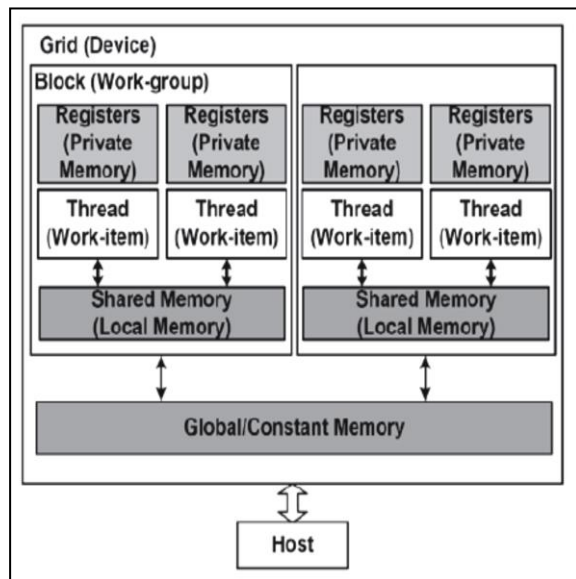 Grid (Device)
Block (Work-group)
Registers
(Private
Memory)
Registers
(Private
Memory)
Registers
(Private
Memory)
Registers
(Private
Memory)
Thread
(Work-item)
Thread
(Work-item)
Thread
(Work-item)
Thread
(Work-item)
Shared Memory
(Local Memory)
Shared Memory
(Local Memory)
Global/Constant Memory
Host